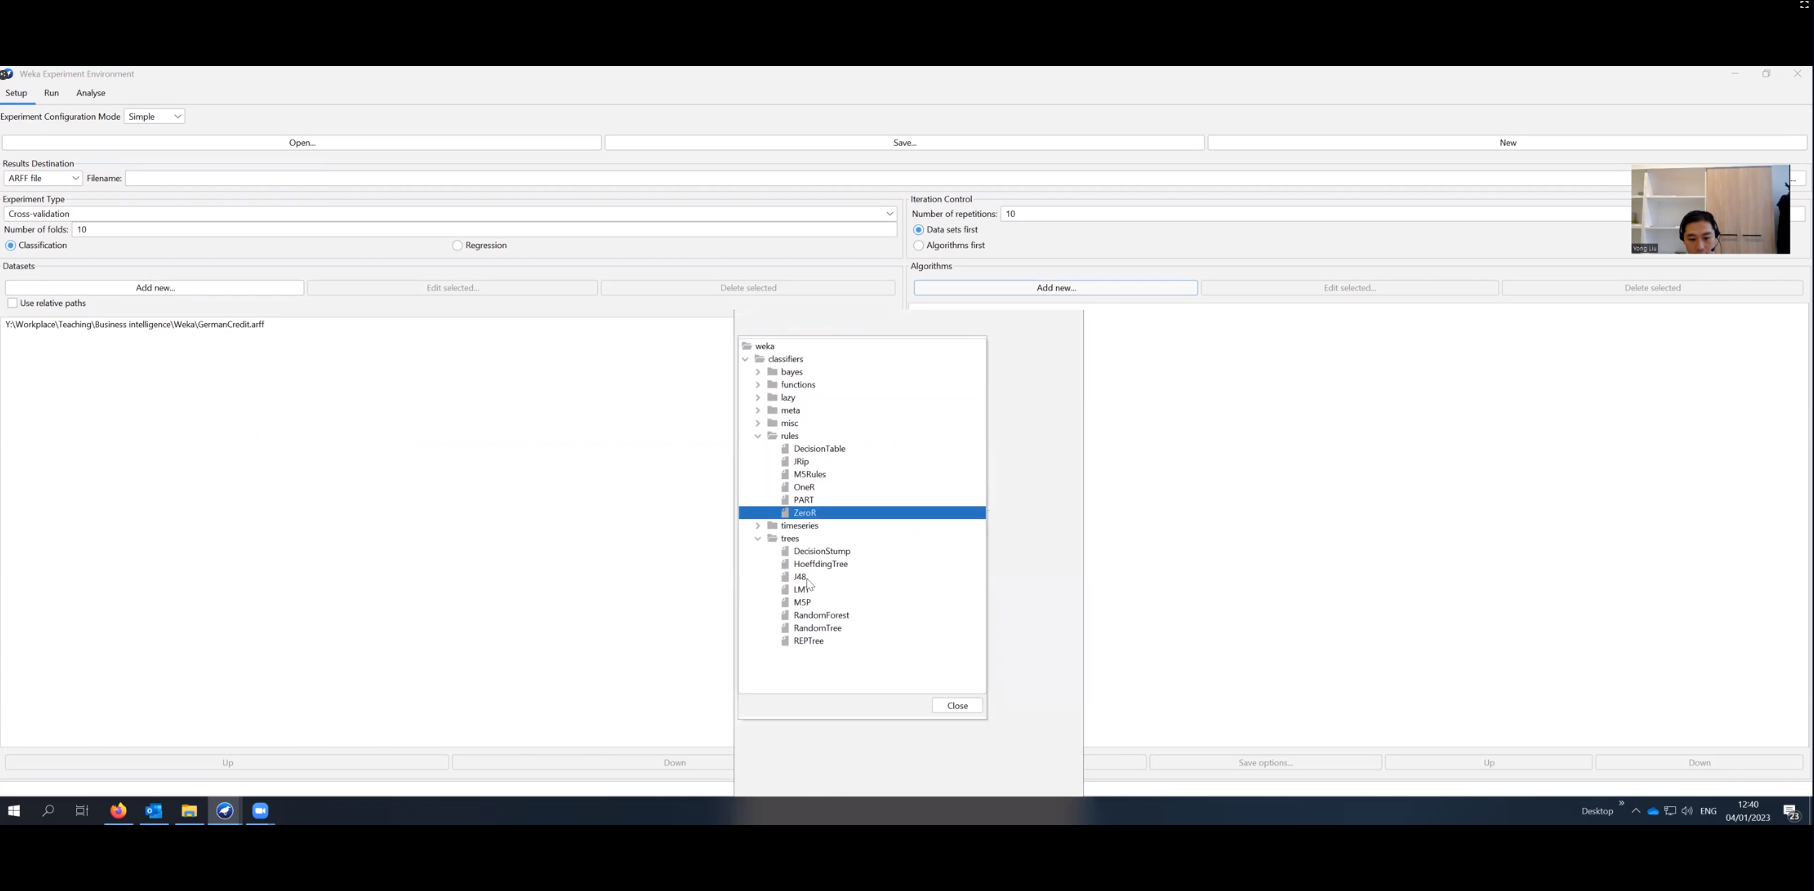 Weka Experiment Environment
Setup Run Analyse
Experiment Configuration Mode Simple
Open... Save... New
Results Destination
ARFF file Filename: ...
Experiment Type Iteration Control
Cross-validation Number of repetitions: 10
Number of folds: 10 Data sets first
Classification Regression Algorithms first
Yong Liu
Datasets Algorithms
Add new... Edit selected... Delete selected Add new... Edit selected... Delete selected
Use relative paths
Y:\Workplace\Teaching\Business intelligence\Weka\GermanCredit.arff
weka
classifiers
bayes
functions
lazy
meta
misc
rules
DecisionTable
JRip
M5Rules
OneR
PART
ZeroR
timeseries
trees
DecisionStump
HoeffdingTree
J48
LMT
M5P
RandomForest
RandomTree
REPTree
Close
Up Down Save options... Up Down
Desktop » ENG 12:40
04/01/2023 23